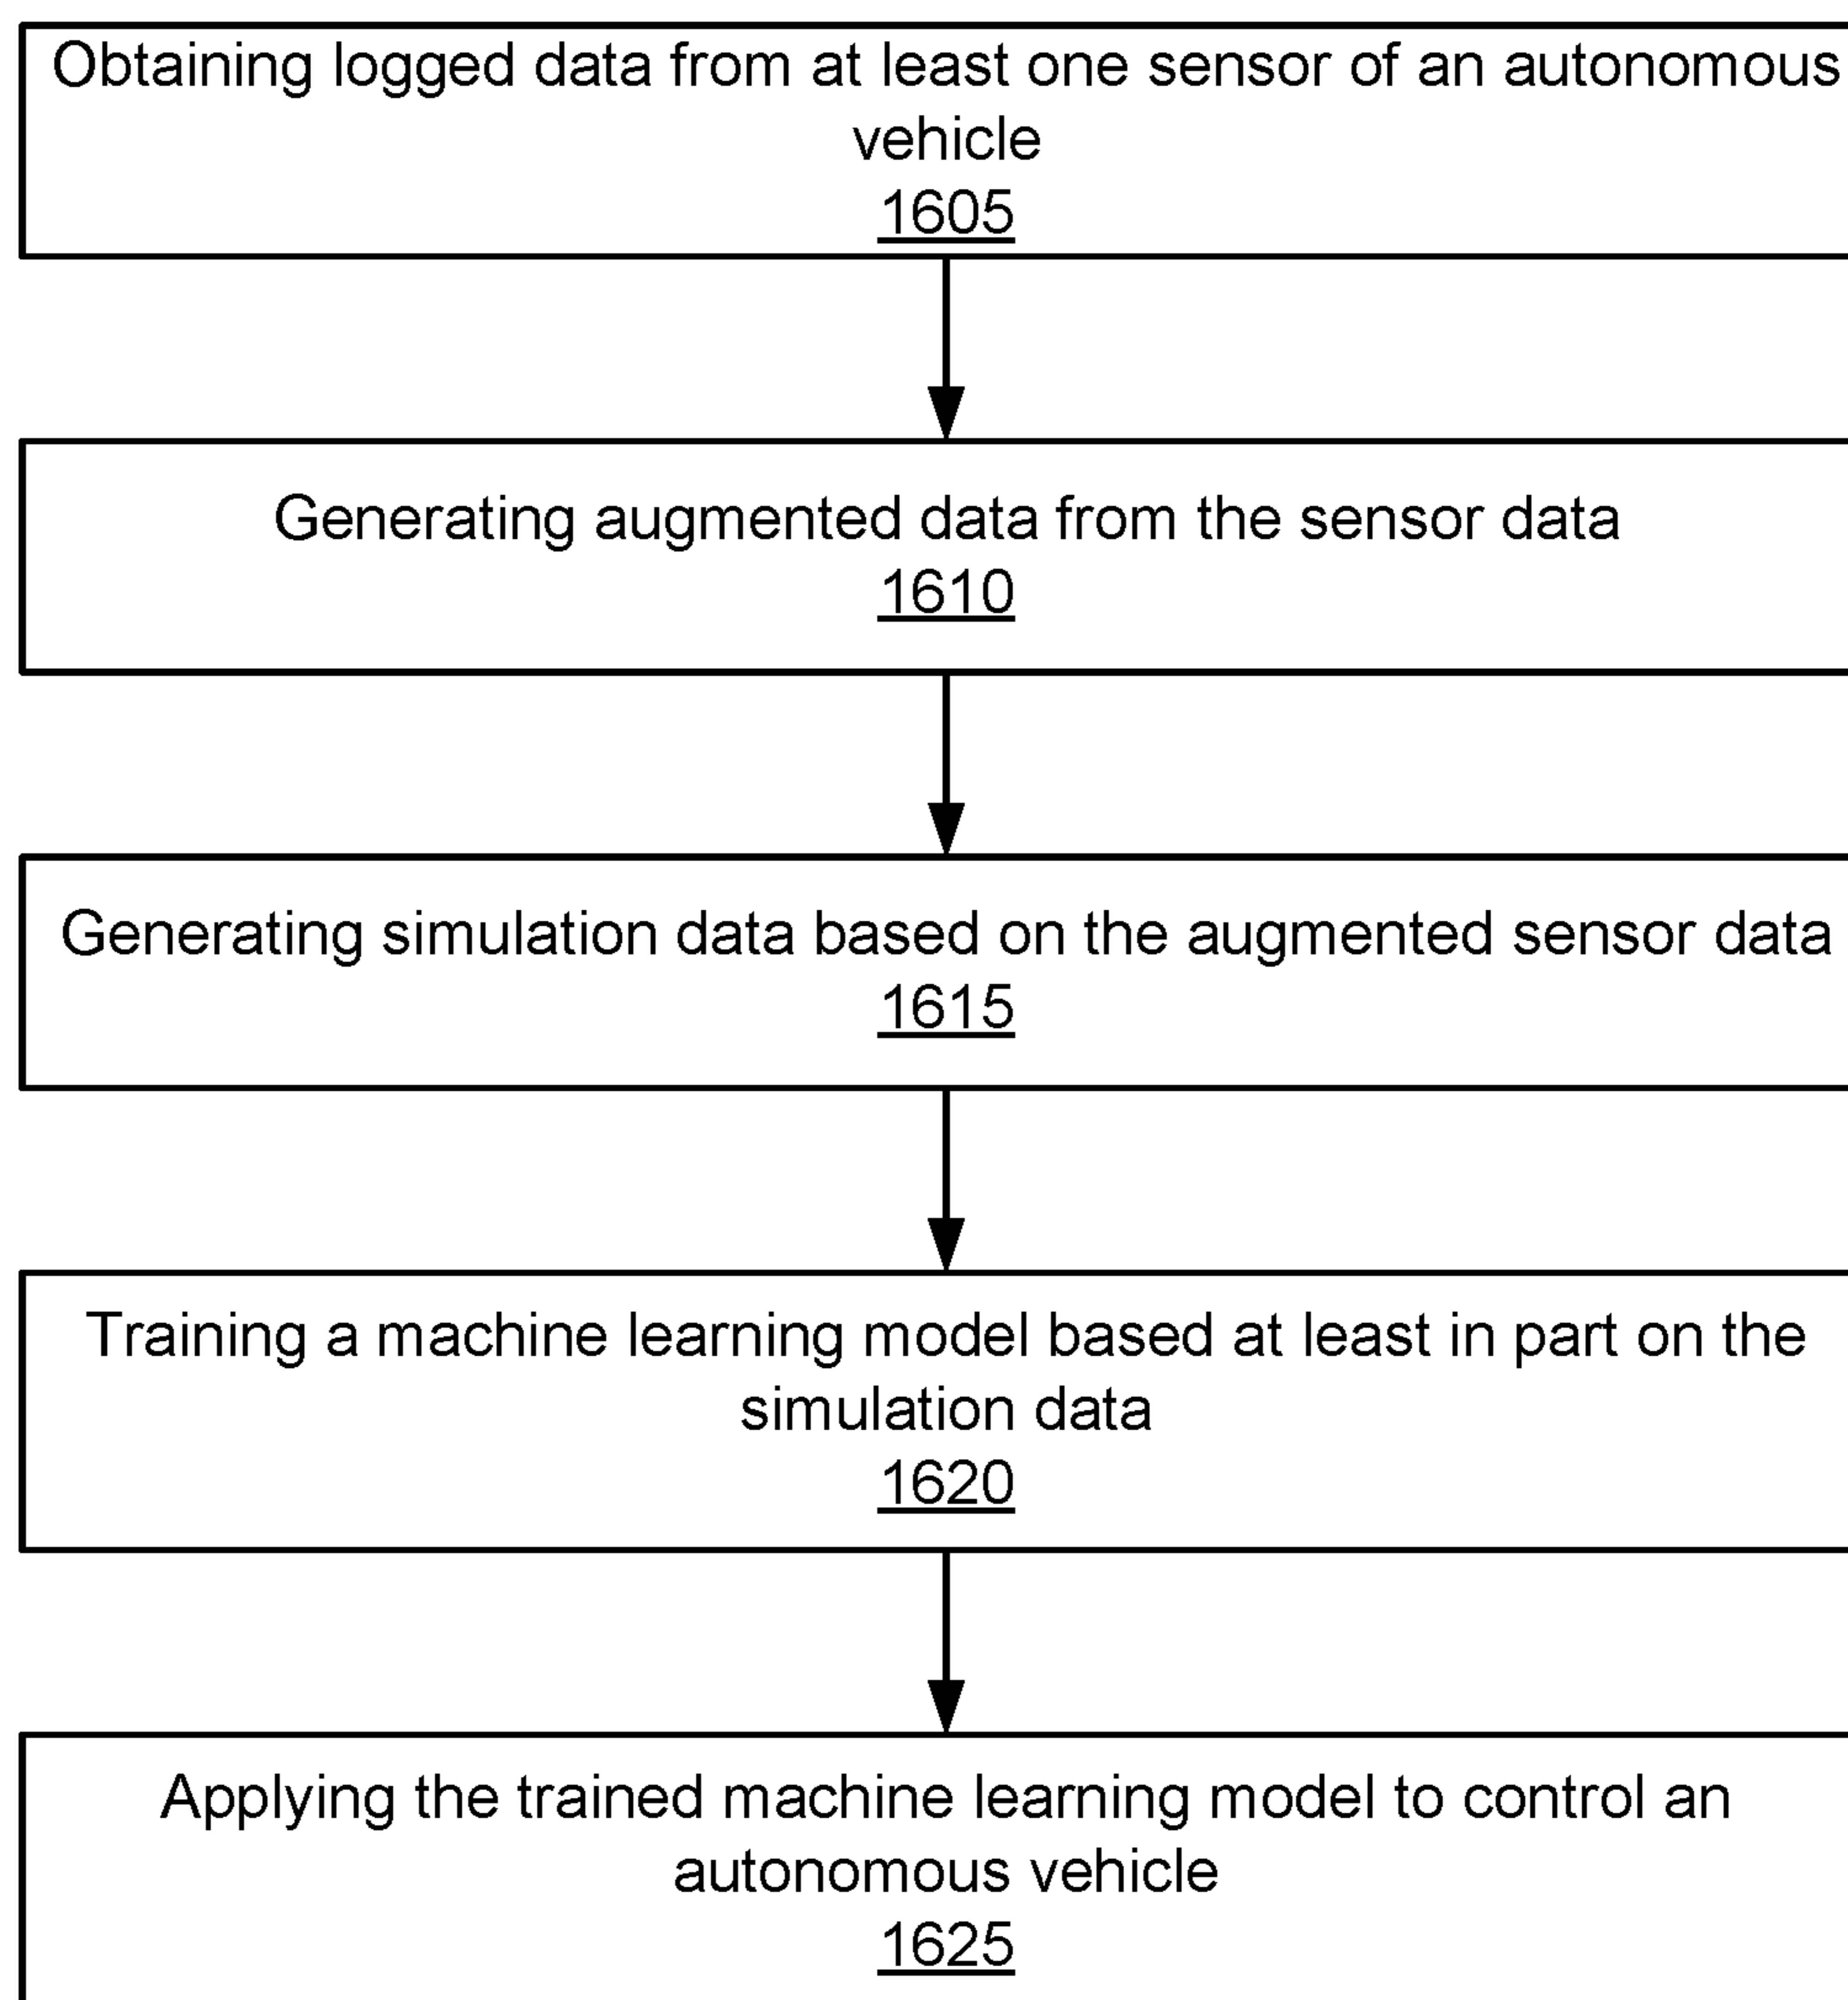 Obtaining logged data from at least one sensor of an autonomous
vehicle
1605
Generating augmented data from the sensor data
1610
Generating simulation data based on the augmented sensor data
1615
Training a machine learning model based at least in part on the
simulation data
1620
Applying the trained machine learning model to control an
autonomous vehicle
1625